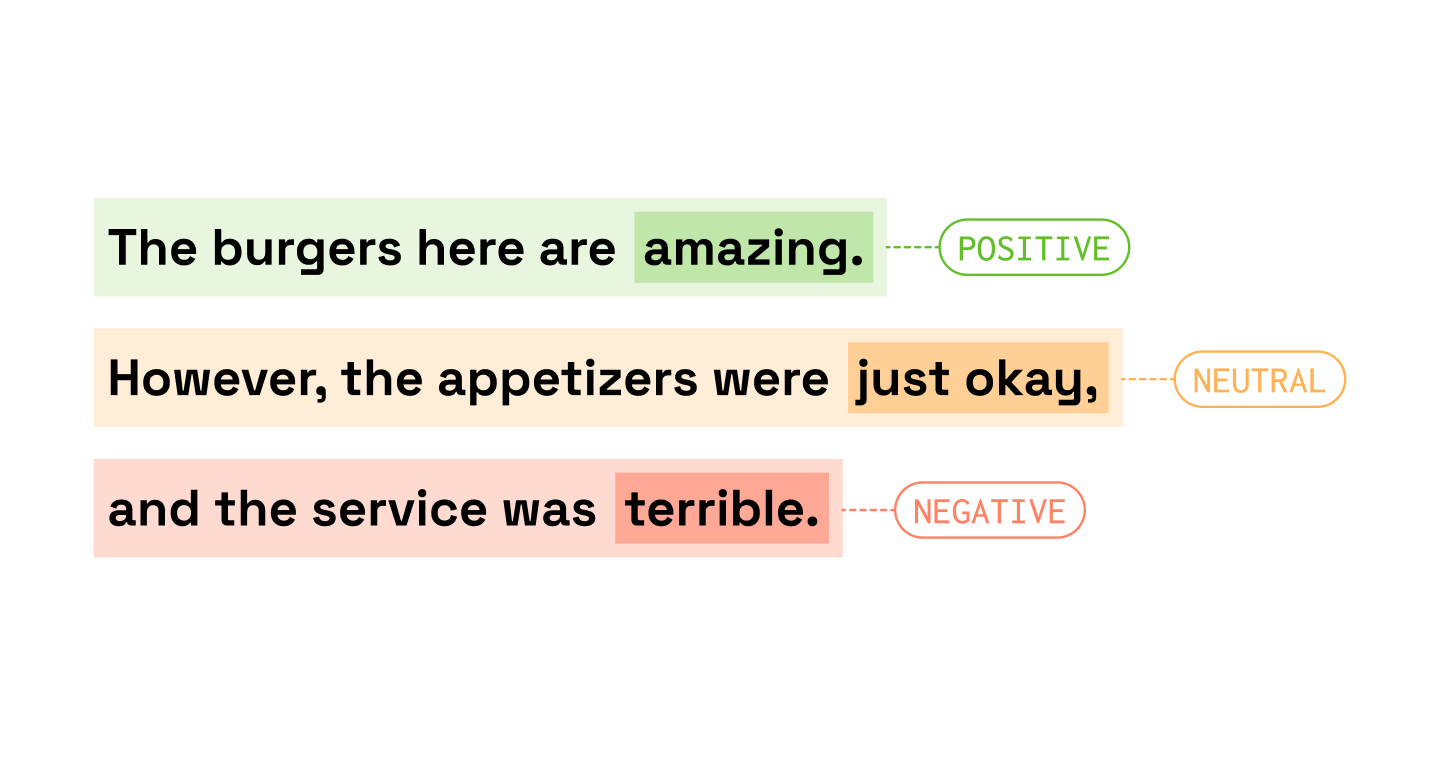 The burgers here are amazing. POSITIVE
However, the appetizers were just okay, NEUTRAL
and the service was terrible. NEGATIVE